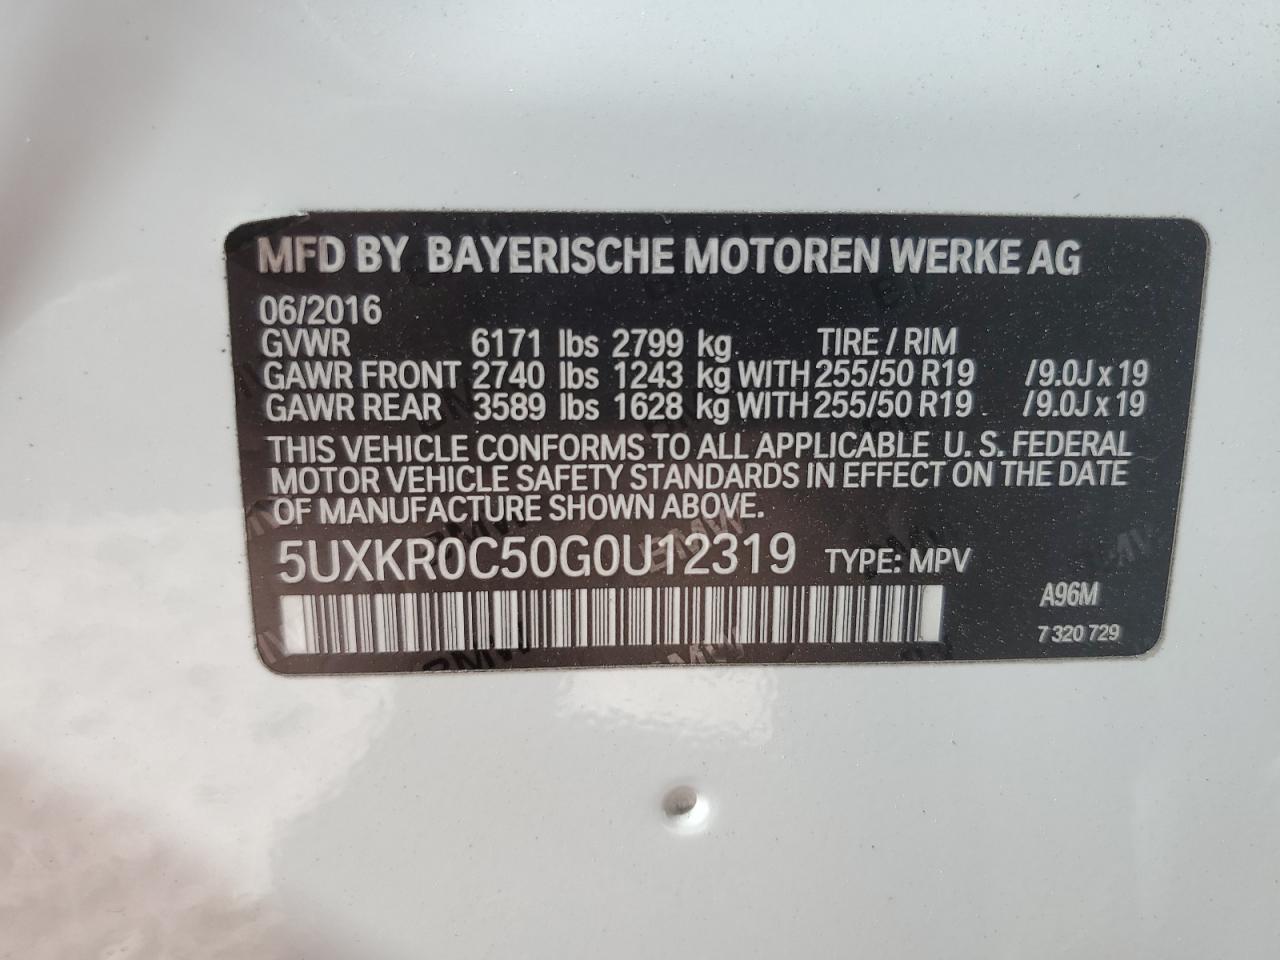 MFD BY BAYERISCHE MOTOREN WERKE AG
06/2016
GVWR 6171 lbs 2799 kg TIRE / RIM
GAWR FRONT 2740 lbs 1243 kg WITH 255/50 R19 /9.0J x 19
GAWR REAR 3589 lbs 1628 kg WITH 255/50 R19 /9.0J x 19
THIS VEHICLE CONFORMS TO ALL APPLICABLE U. S. FEDERAL
MOTOR VEHICLE SAFETY STANDARDS IN EFFECT ON THE DATE
OF MANUFACTURE SHOWN ABOVE.
5UXKR0C50G0U12319 TYPE: MPV
A96M
7 320 729